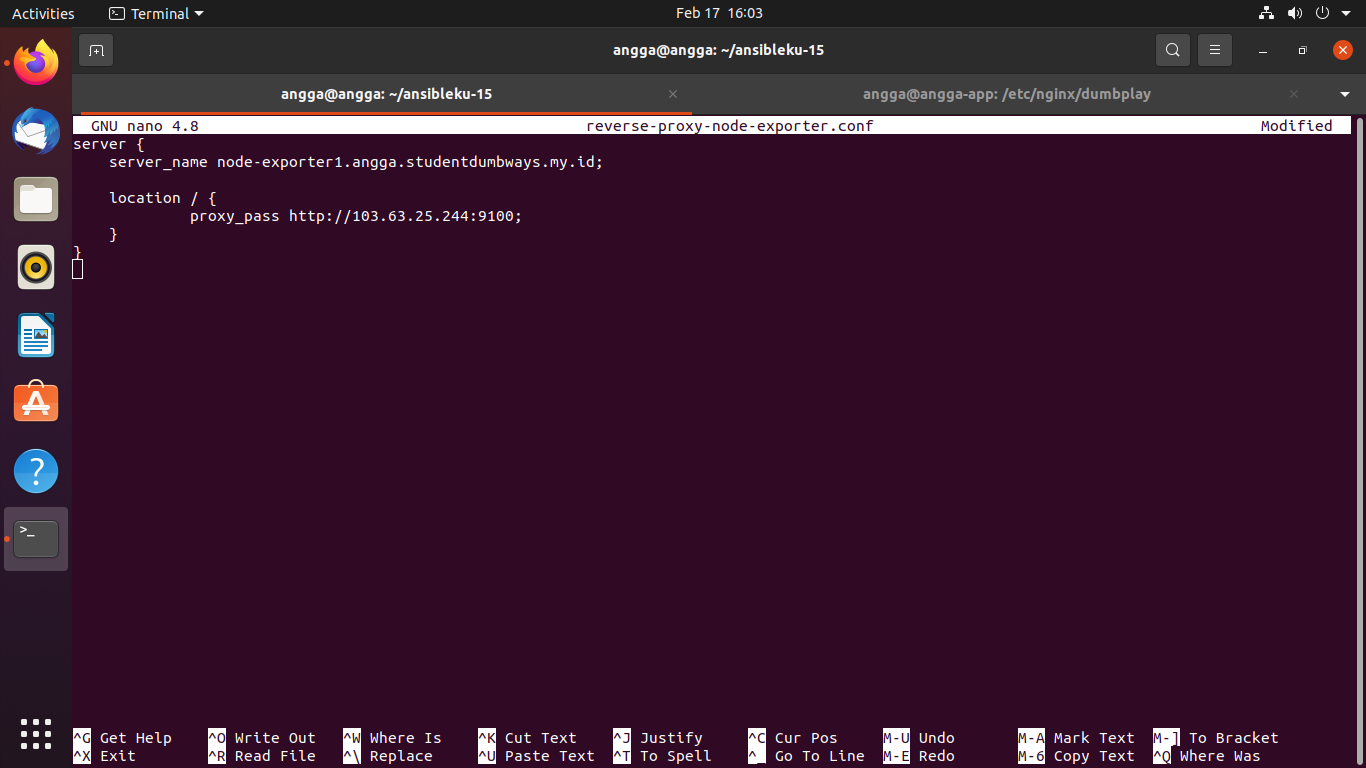 Activities Terminal Feb 17 16:03
angga@angga: ~/ansibleku-15
angga@angga: ~/ansibleku-15 angga@angga-app: /etc/nginx/dumbplay
GNU nano 4.8 reverse-proxy-node-exporter.conf Modified
server {
    server_name node-exporter1.angga.studentdumbways.my.id;
    location / {
             proxy_pass http://103.63.25.244:9100;
    }
}
^G Get Help ^O Write Out ^W Where Is ^K Cut Text ^J Justify ^C Cur Pos M-U Undo M-A Mark Text M-] To Bracket
^X Exit ^R Read File ^\ Replace ^U Paste Text ^T To Spell ^_ Go To Line M-E Redo M-6 Copy Text ^Q Where Was